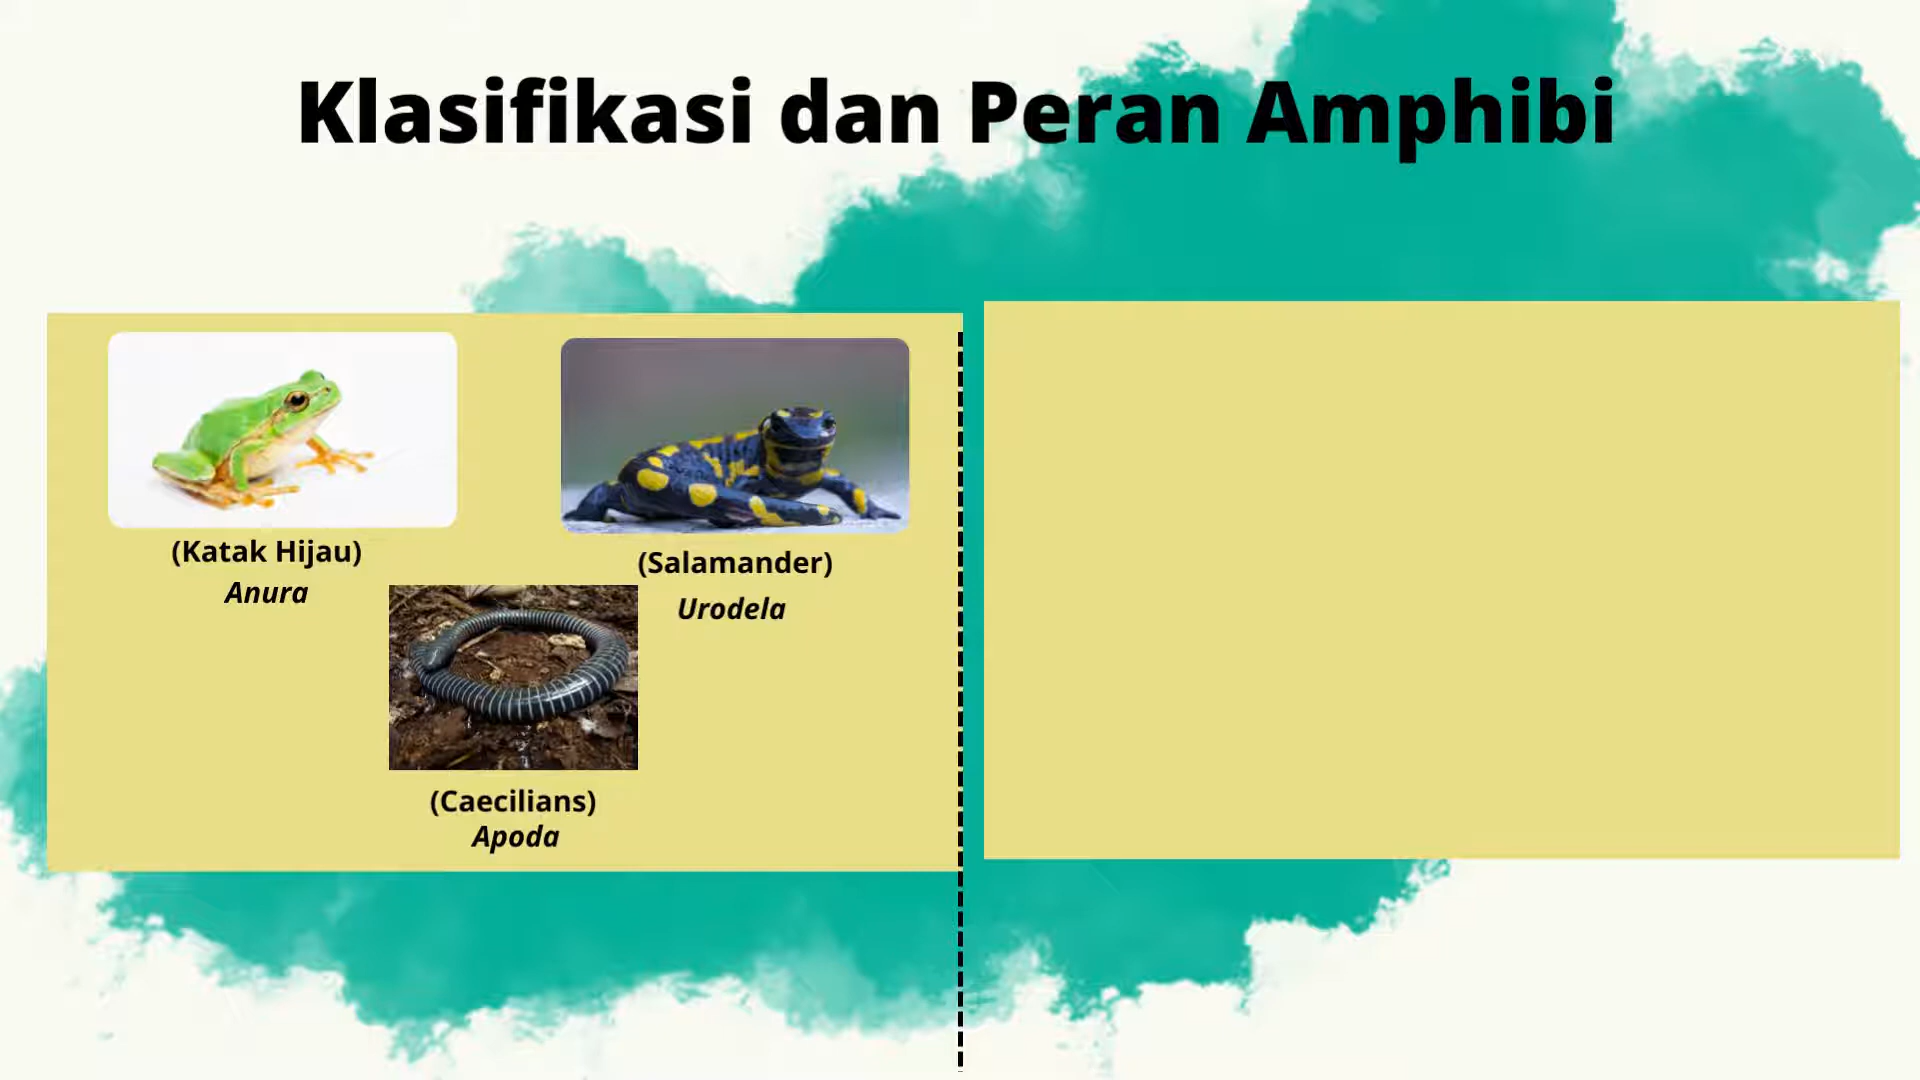 Klasifikasi dan Peran Amphibi
(Katak Hijau)
Anura
(Salamander)
Urodela
(Caecilians)
Apoda